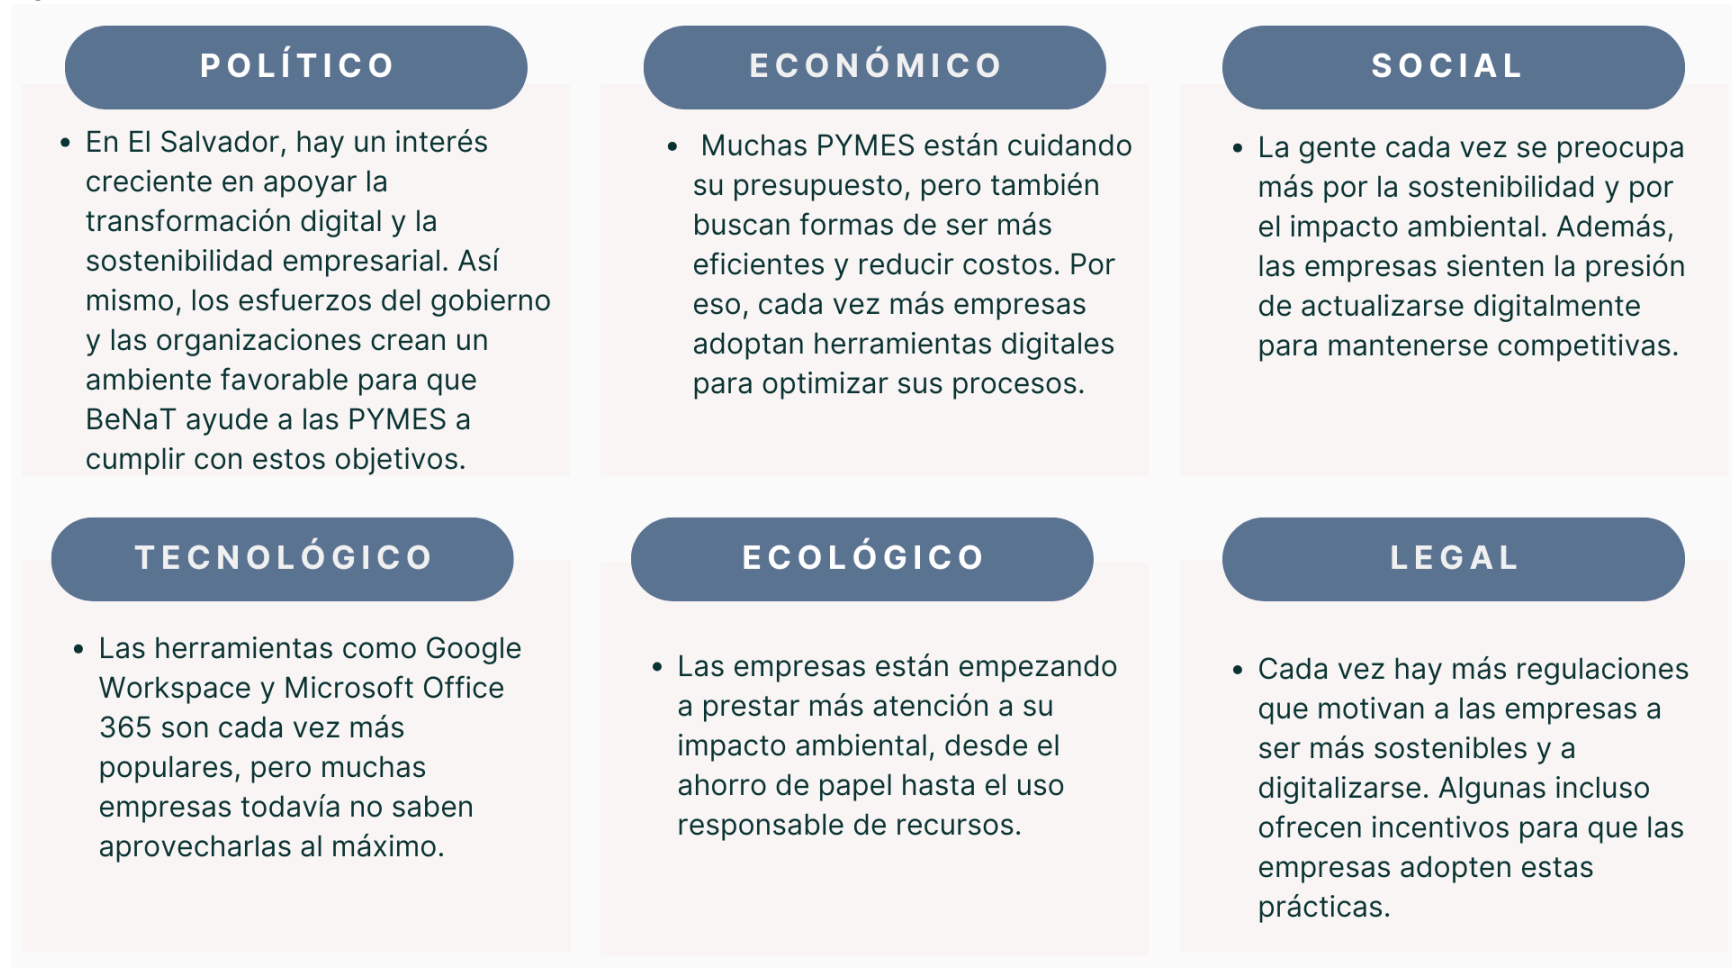 POLÍTICO
• En El Salvador, hay un interés
creciente en apoyar la
transformación digital y la
sostenibilidad empresarial. Así
mismo, los esfuerzos del gobierno
y las organizaciones crean un
ambiente favorable para que
BeNaT ayude a las PYMES a
cumplir con estos objetivos.
ECONÓMICO
• Muchas PYMES están cuidando
su presupuesto, pero también
buscan formas de ser más
eficientes y reducir costos. Por
eso, cada vez más empresas
adoptan herramientas digitales
para optimizar sus procesos.
SOCIAL
• La gente cada vez se preocupa
más por la sostenibilidad y por
el impacto ambiental. Además,
las empresas sienten la presión
de actualizarse digitalmente
para mantenerse competitivas.
TECNOLÓGICO
• Las herramientas como Google
Workspace y Microsoft Office
365 son cada vez más
populares, pero muchas
empresas todavía no saben
aprovecharlas al máximo.
ECOLÓGICO
• Las empresas están empezando
a prestar más atención a su
impacto ambiental, desde el
ahorro de papel hasta el uso
responsable de recursos.
LEGAL
• Cada vez hay más regulaciones
que motivan a las empresas a
ser más sostenibles y a
digitalizarse. Algunas incluso
ofrecen incentivos para que las
empresas adopten estas
prácticas.